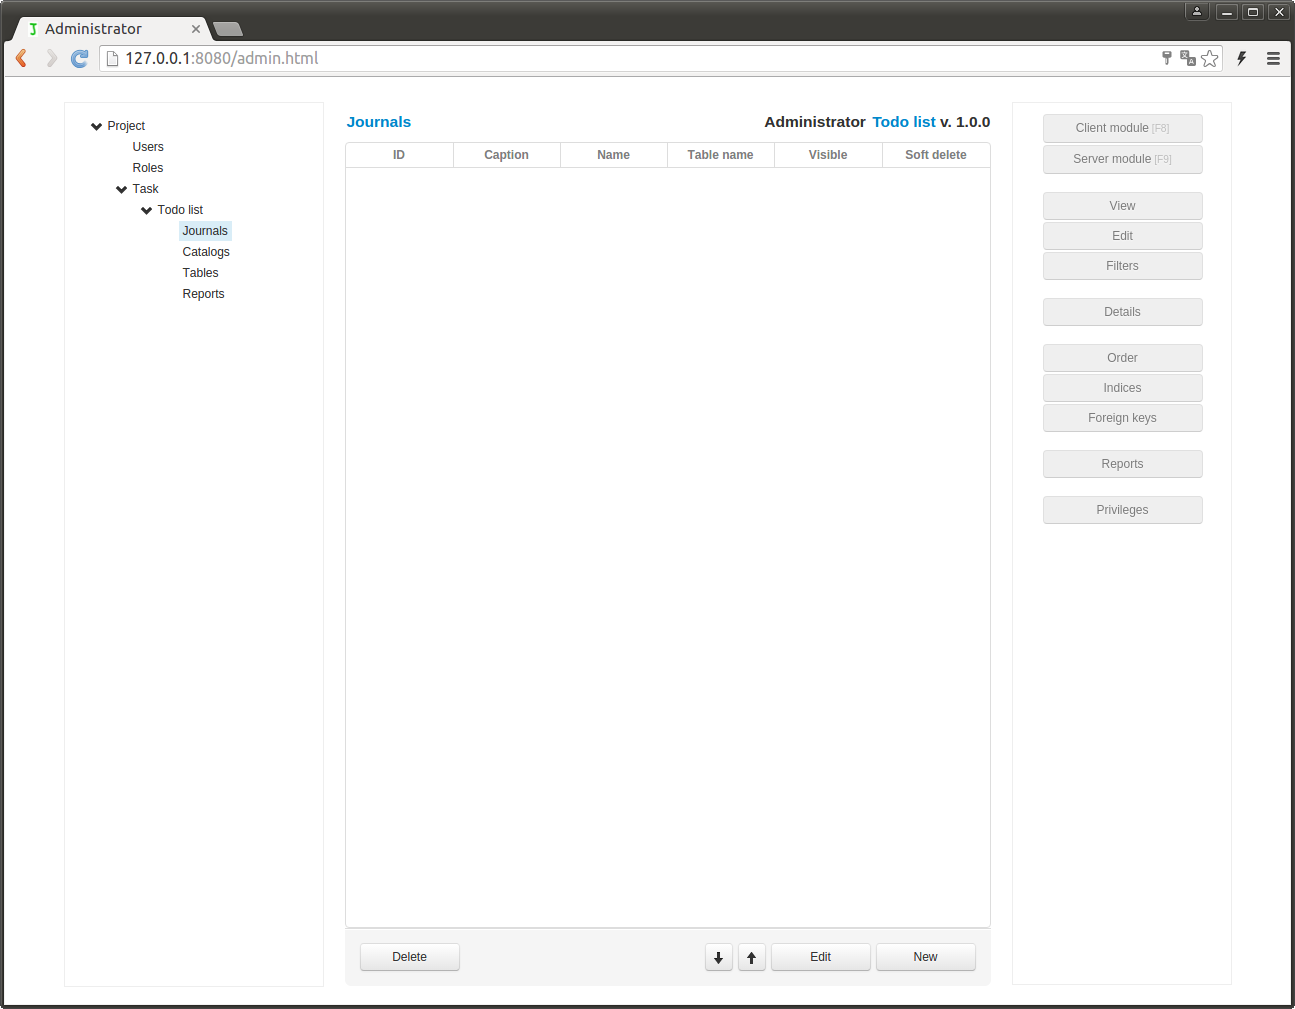 Administrator
127.0.0.1:8080/admin.html
Project
Users
Roles
Task
Todo list
Journals
Catalogs
Tables
Reports
Journals
Administrator Todo list v. 1.0.0
ID Caption Name Table name Visible Soft delete
Delete Edit New
Client module [F8]
Server module [F9]
View
Edit
Filters
Details
Order
Indices
Foreign keys
Reports
Privileges